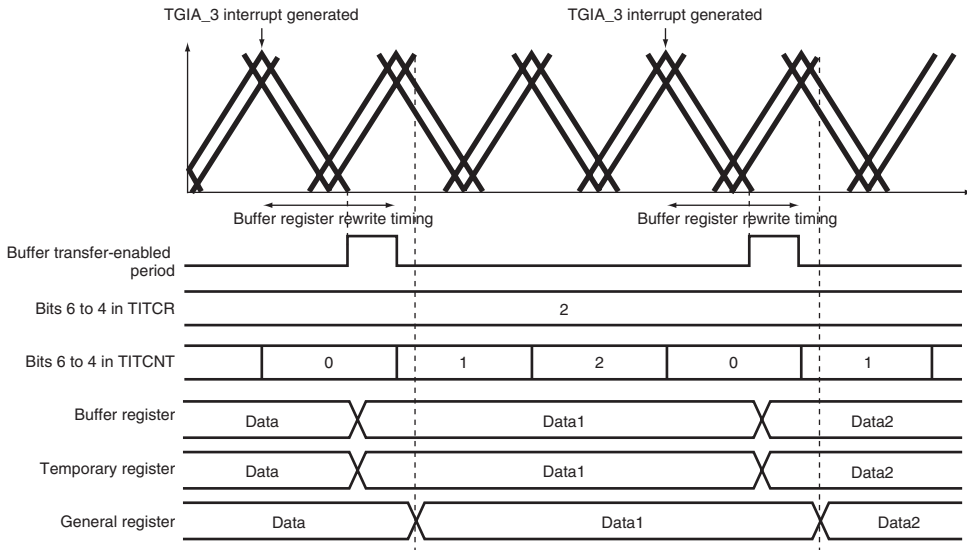 TGIA_3 interrupt generated
TGIA_3 interrupt generated
Buffer register rewrite timing
Buffer register rewrite timing
Buffer transfer-enabled
period
Bits 6 to 4 in TITCR
2
Bits 6 to 4 in TITCNT
0
1
2
0
1
Buffer register
Data
Data1
Data2
Temporary register
Data
Data1
Data2
General register
Data
Data1
Data2